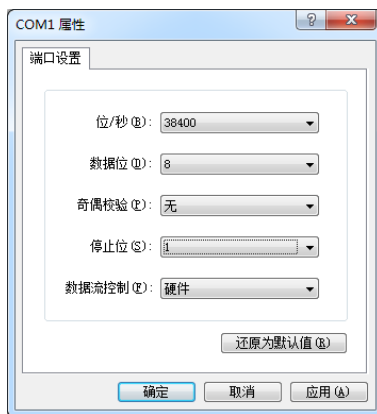 COM1 属性
端口设置
位/秒(B): 38400
数据位(D): 8
奇偶校验(P): 无
停止位(S): 1
数据流控制(F): 硬件
还原为默认值(R)
确定 取消 应用(A)